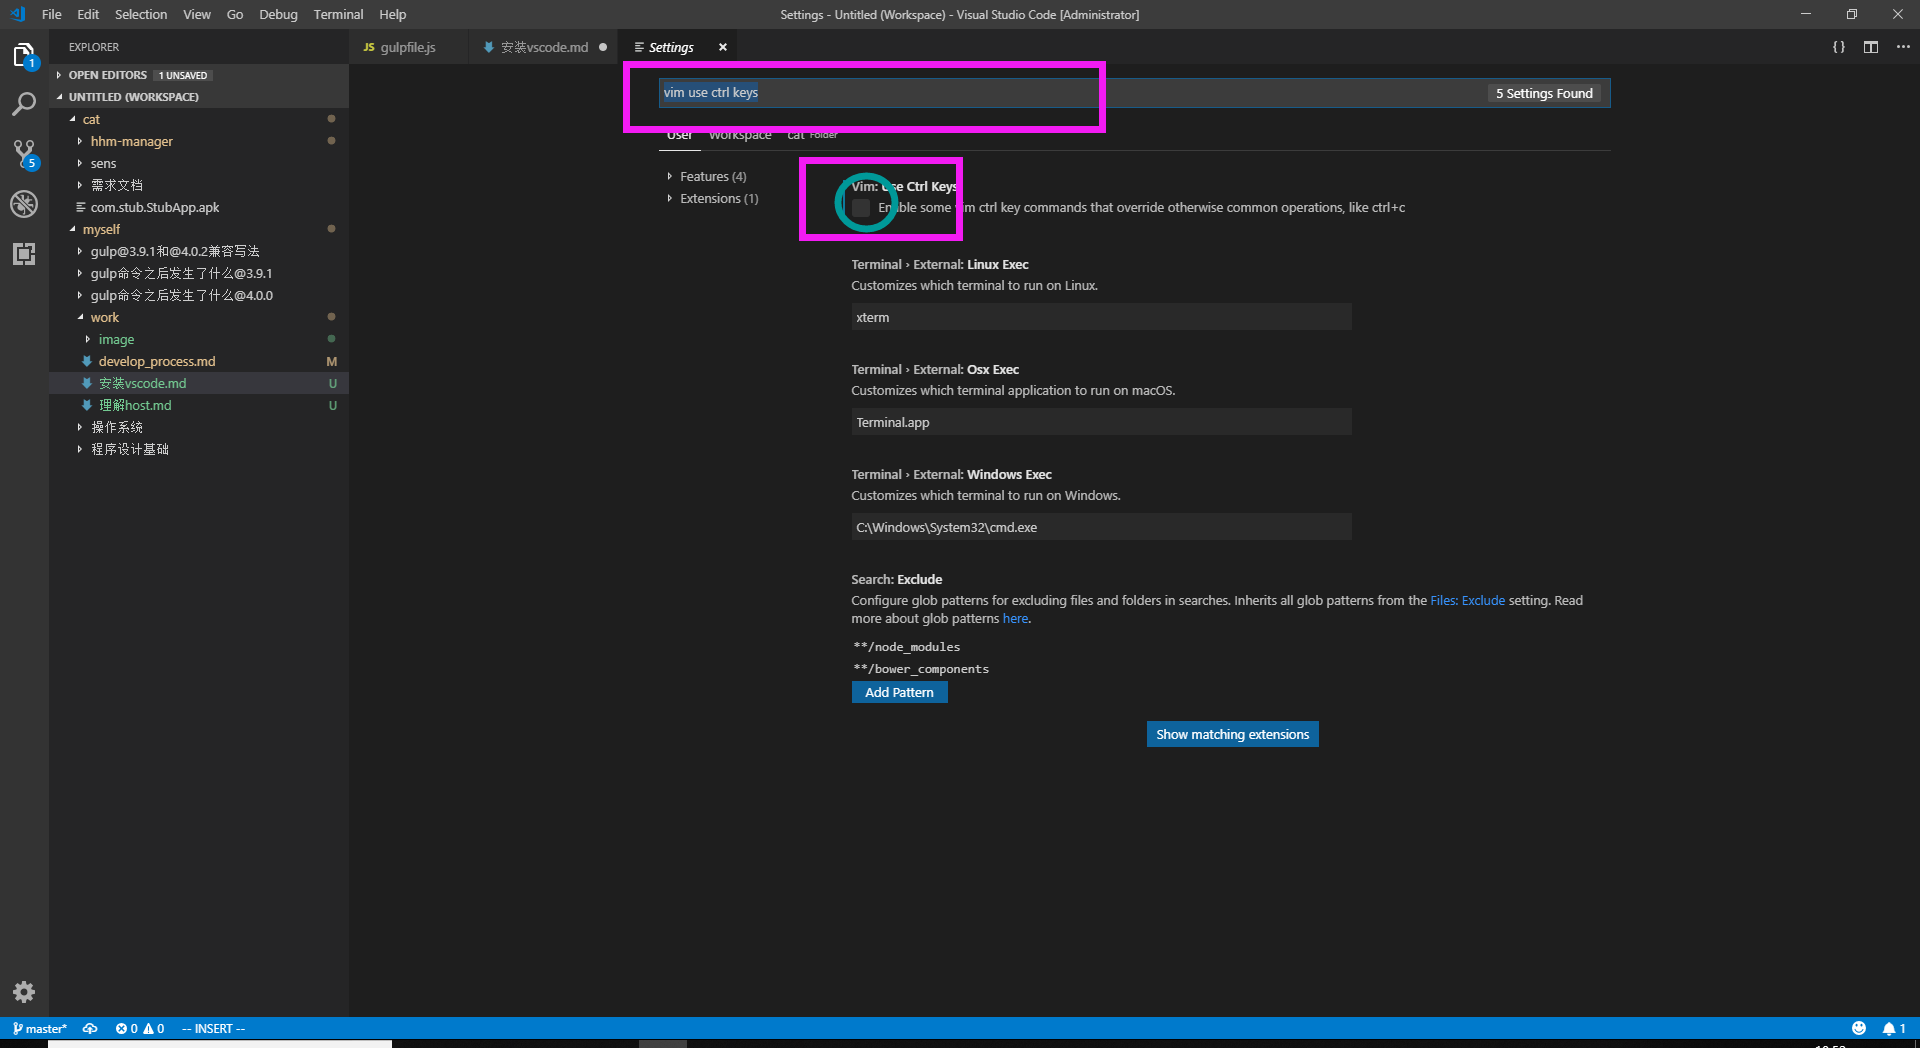 File Edit Selection View Go Debug Terminal Help
Settings - Untitled (Workspace) - Visual Studio Code [Administrator]
EXPLORER
JS gulpfile.js
安装vscode.md
Settings
1
OPEN EDITORS 1 UNSAVED
UNTITLED (WORKSPACE)
cat
hhm-manager
sens
5
需求文档
com.stub.StubApp.apk
myself
gulp@3.9.1和@4.0.2兼容写法
gulp命令之后发生了什么@3.9.1
gulp命令之后发生了什么@4.0.0
work
image
develop_process.md M
安装vscode.md U
理解host.md U
操作系统
程序设计基础
vim use ctrl keys
5 Settings Found
User Workspace cat Folder
Features (4)
Extensions (1)
Vim: Use Ctrl Keys
Enable some vim ctrl key commands that override otherwise common operations, like ctrl+c
Terminal › External: Linux Exec
Customizes which terminal to run on Linux.
xterm
Terminal › External: Osx Exec
Customizes which terminal application to run on macOS.
Terminal.app
Terminal › External: Windows Exec
Customizes which terminal to run on Windows.
C:\Windows\System32\cmd.exe
Search: Exclude
Configure glob patterns for excluding files and folders in searches. Inherits all glob patterns from the Files: Exclude setting. Read
more about glob patterns here.
**/node_modules
**/bower_components
Add Pattern
Show matching extensions
master* 0 0 -- INSERT --
1